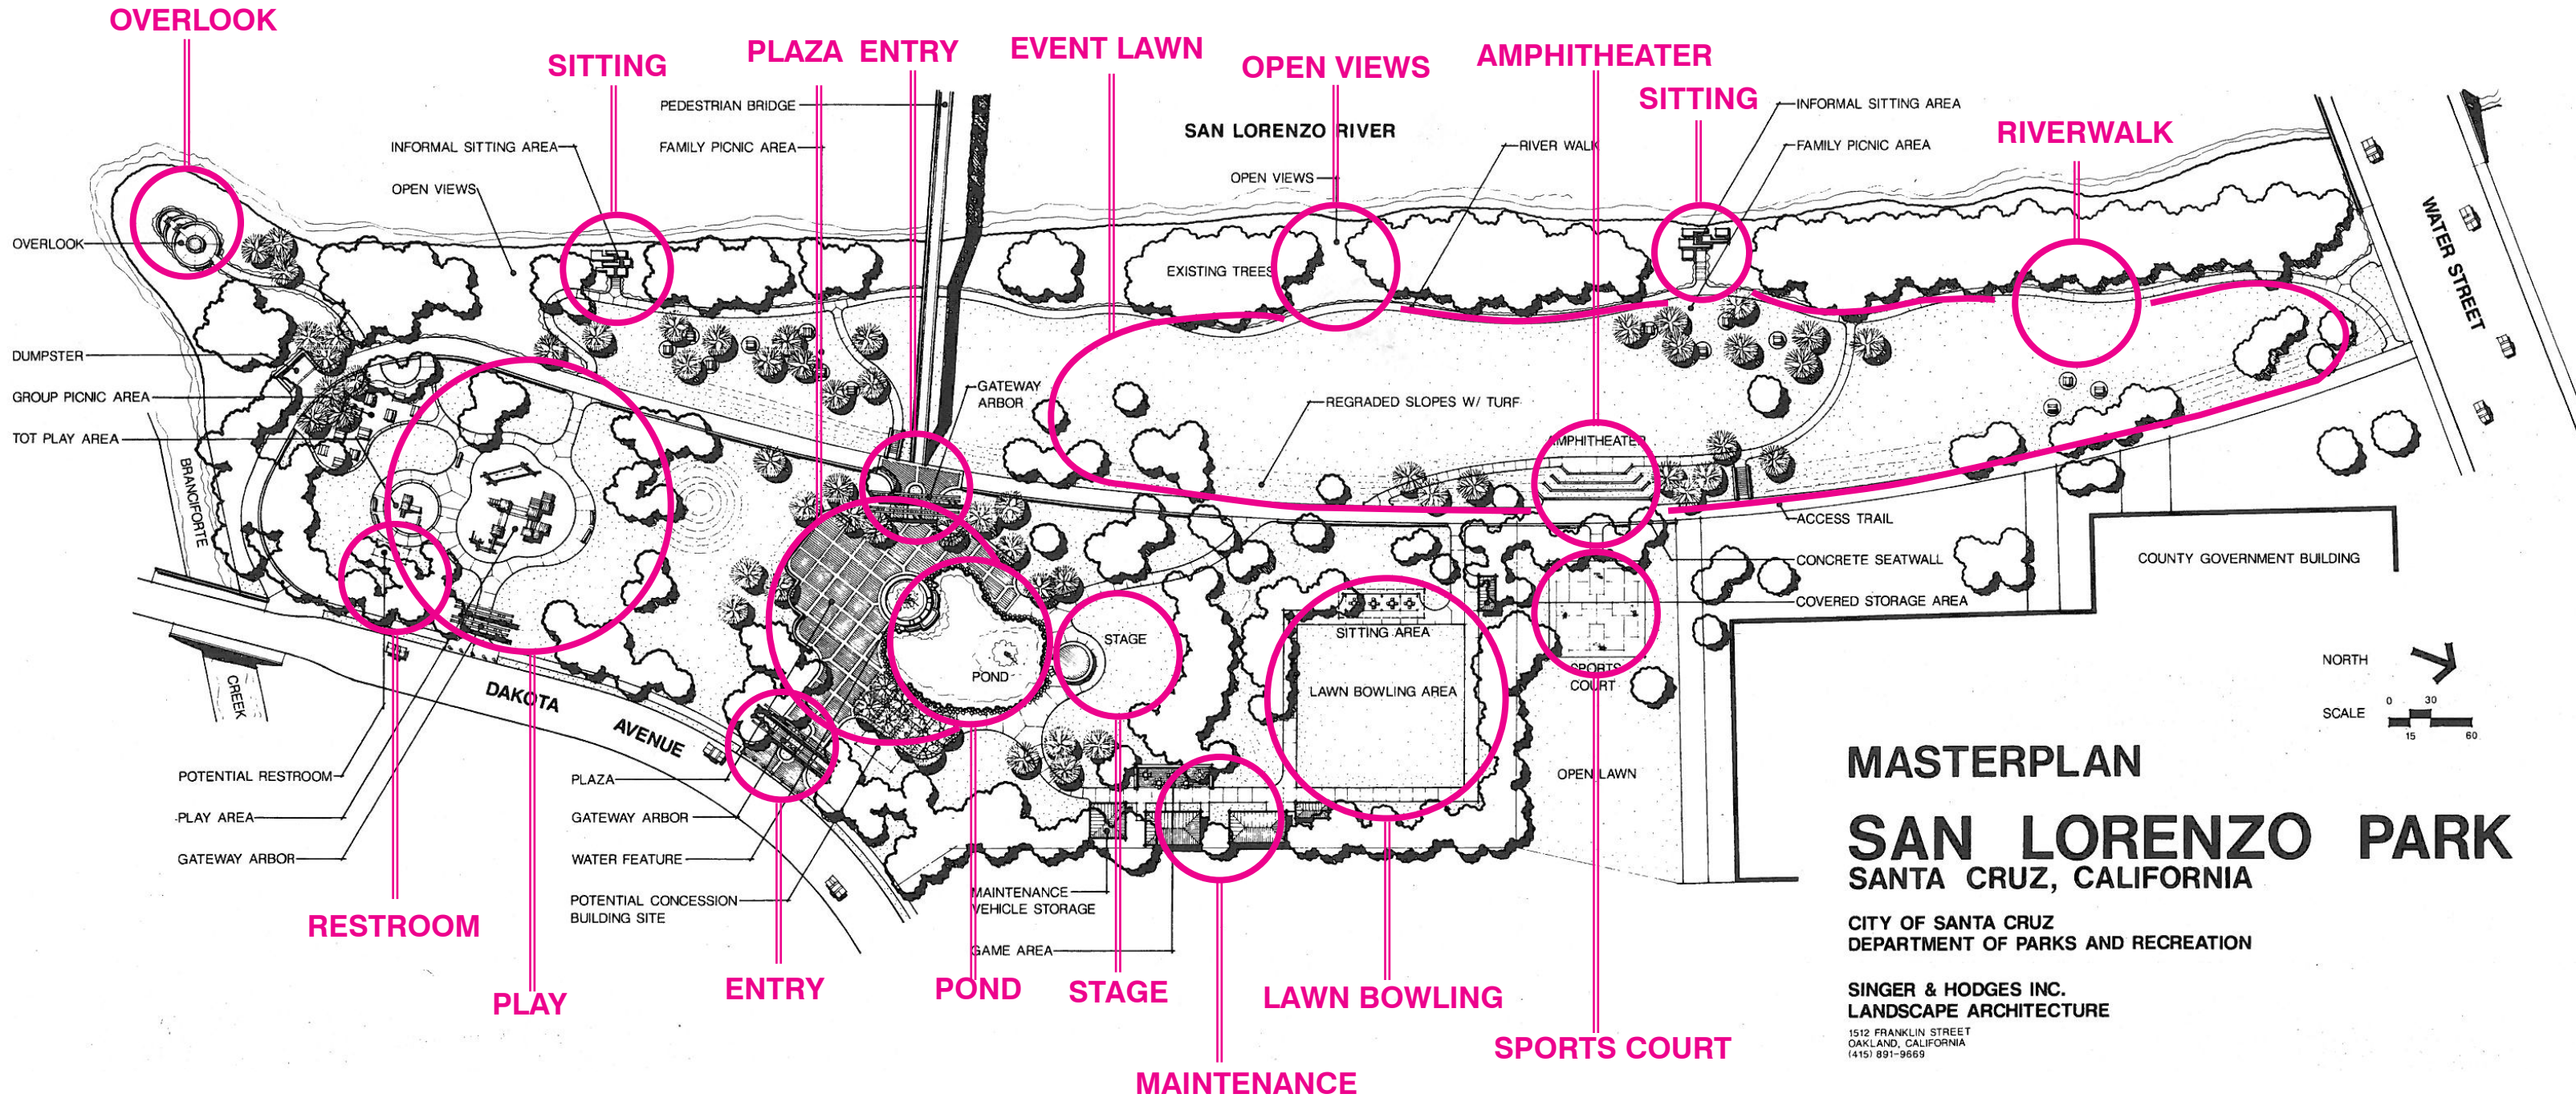 OVERLOOK
SITTING
PLAZA
ENTRY
EVENT LAWN
OPEN VIEWS
AMPHITHEATER
SITTING
RIVERWALK
PEDESTRIAN BRIDGE
FAMILY PICNIC AREA
INFORMAL SITTING AREA
OPEN VIEWS
SAN LORENZO RIVER
OPEN VIEWS
RIVER WALK
INFORMAL SITTING AREA
FAMILY PICNIC AREA
WATER STREET
OVERLOOK
EXISTING TREES
DUMPSTER
GROUP PICNIC AREA
TOT PLAY AREA
GATEWAY
ARBOR
REGRADED SLOPES W/ TURF
AMPHITHEATER
BRANCIFORTE
CREEK
ACCESS TRAIL
CONCRETE SEATWALL
COVERED STORAGE AREA
COUNTY GOVERNMENT BUILDING
STAGE
SITTING AREA
POND
LAWN BOWLING AREA
SPORTS
COURT
OPEN LAWN
DAKOTA
AVENUE
NORTH
SCALE
0 30
15 60
POTENTIAL RESTROOM
PLAY AREA
GATEWAY ARBOR
PLAZA
GATEWAY ARBOR
WATER FEATURE
POTENTIAL CONCESSION
BUILDING SITE
MAINTENANCE
VEHICLE STORAGE
GAME AREA
RESTROOM
PLAY
ENTRY
POND
STAGE
LAWN BOWLING
SPORTS COURT
MAINTENANCE
MASTERPLAN
SAN LORENZO PARK
SANTA CRUZ, CALIFORNIA
CITY OF SANTA CRUZ
DEPARTMENT OF PARKS AND RECREATION
SINGER & HODGES INC.
LANDSCAPE ARCHITECTURE
1512 FRANKLIN STREET
OAKLAND, CALIFORNIA
(415) 891-9669